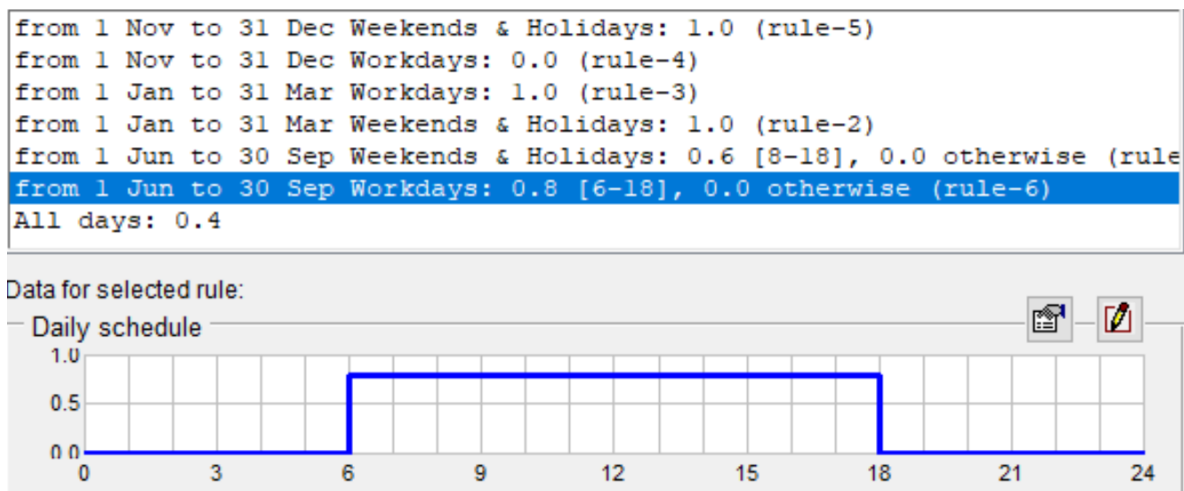 from 1 Nov to 31 Dec Weekends & Holidays: 1.0 (rule-5)
from 1 Nov to 31 Dec Workdays: 0.0 (rule-4)
from 1 Jan to 31 Mar Workdays: 1.0 (rule-3)
from 1 Jan to 31 Mar Weekends & Holidays: 1.0 (rule-2)
from 1 Jun to 30 Sep Weekends & Holidays: 0.6 [8-18], 0.0 otherwise (rule
from 1 Jun to 30 Sep Workdays: 0.8 [6-18], 0.0 otherwise (rule-6)
All days: 0.4
Data for selected rule:
Daily schedule
1.0
0.5
0.0
0 3 6 9 12 15 18 21 24